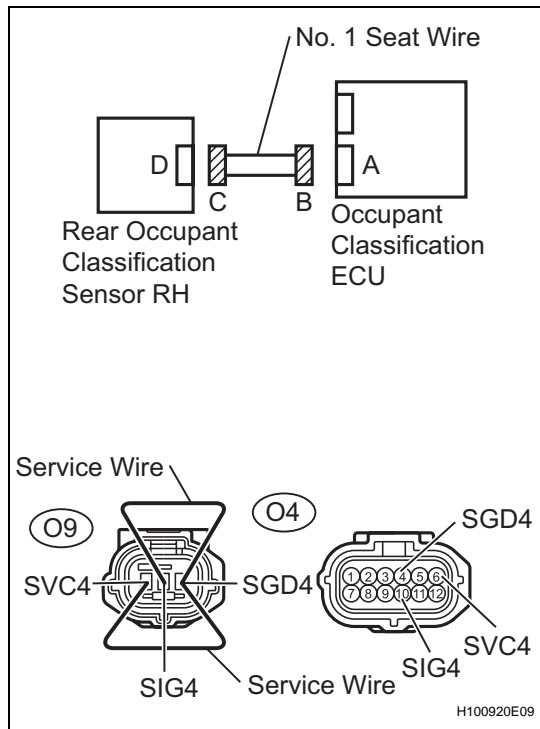 No. 1 Seat Wire
D
A
C
B
Rear Occupant
Classification
Sensor RH
Occupant
Classification
ECU
Service Wire
O9
O4
SGD4
SVC4
SGD4
1 2 3 4 5 6
7 8 9 10 11 12
SVC4
SIG4
SIG4
Service Wire
H100920E09